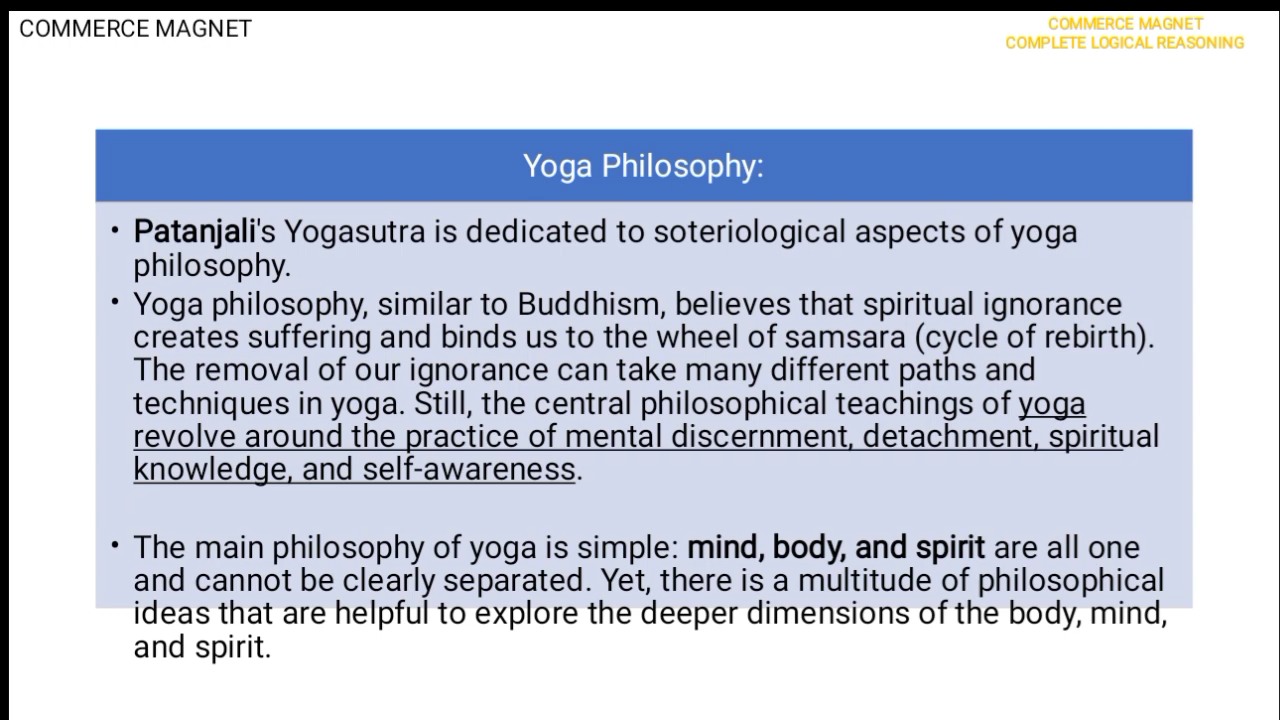 COMMERCE MAGNET
COMMERCE MAGNET
COMPLETE LOGICAL REASONING
Yoga Philosophy:
• Patanjali's Yogasutra is dedicated to soteriological aspects of yoga
philosophy.
• Yoga philosophy, similar to Buddhism, believes that spiritual ignorance
creates suffering and binds us to the wheel of samsara (cycle of rebirth).
The removal of our ignorance can take many different paths and
techniques in yoga. Still, the central philosophical teachings of yoga
revolve around the practice of mental discernment, detachment, spiritual
knowledge, and self-awareness.
• The main philosophy of yoga is simple: mind, body, and spirit are all one
and cannot be clearly separated. Yet, there is a multitude of philosophical
ideas that are helpful to explore the deeper dimensions of the body, mind,
and spirit.